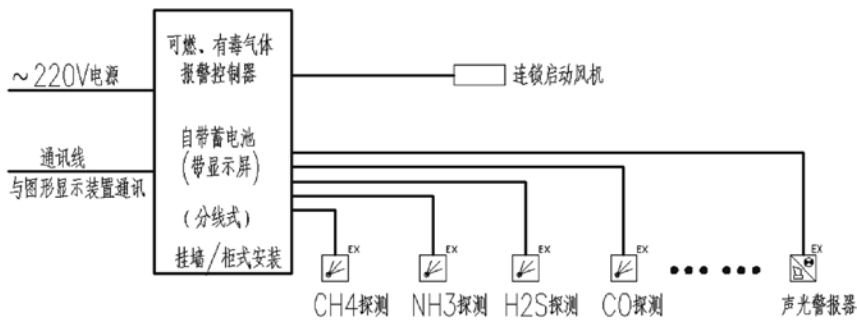 可燃、有毒气体
报警控制器
~220V电源
连锁启动风机
自带蓄电池
(带显示屏)
通讯线
与图形显示装置通讯
(分线式)
挂墙/柜式安装
EX
EX
EX
EX
EX
CH4探测
NH3探测
H2S探测
CO探测
声光警报器